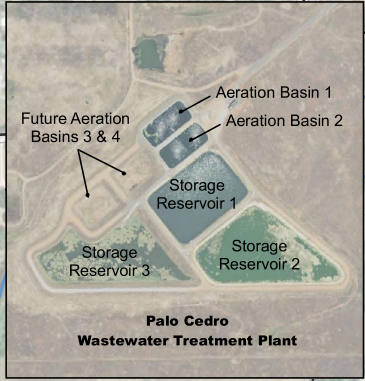 Aeration Basin 1
Future Aeration
Basins 3 & 4
Aeration Basin 2
Storage
Reservoir 1
Storage
Reservoir 3
Storage
Reservoir 2
Palo Cedro
Wastewater Treatment Plant